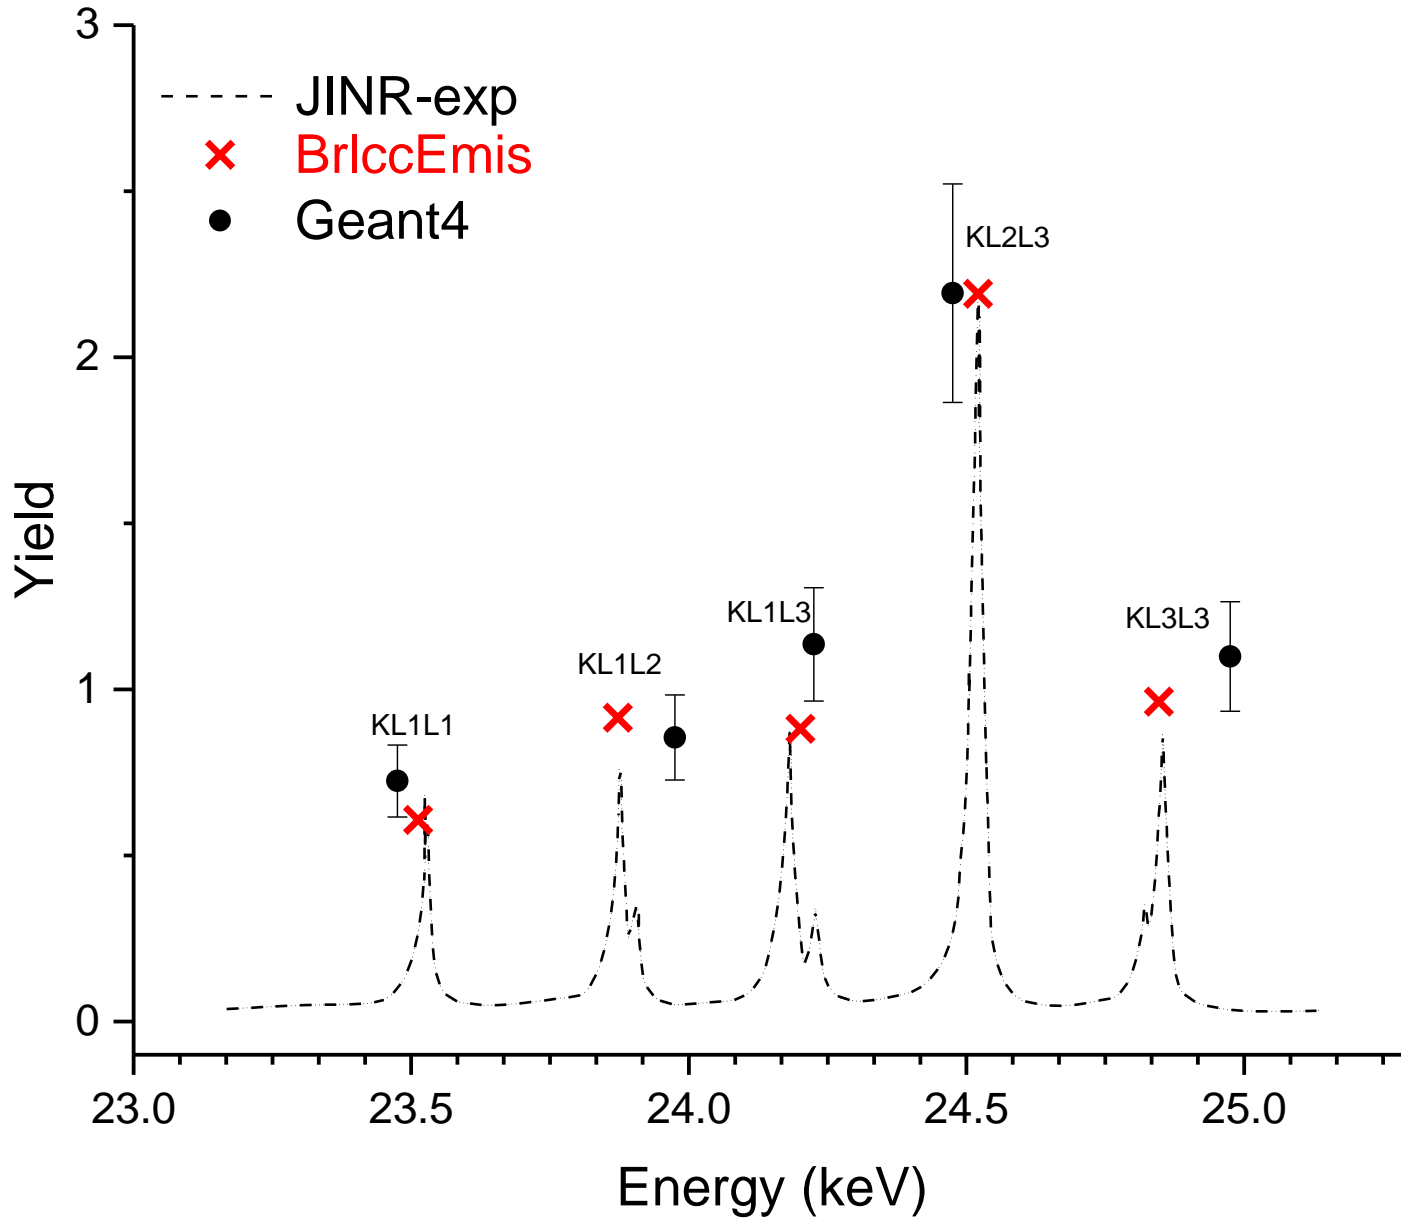 3
JINR-exp
BrIccEmis
Geant4
KL2L3
2
Yield
KL1L3
KL3L3
KL1L2
1
KL1L1
0
23.0 23.5 24.0 24.5 25.0
Energy (keV)